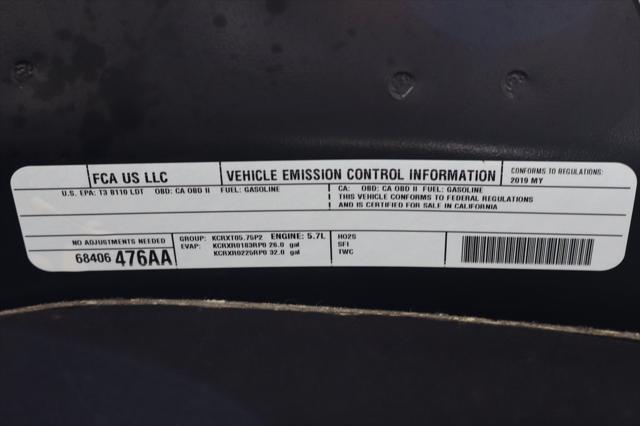 FCA US LLC
VEHICLE EMISSION CONTROL INFORMATION
CONFORMS TO REGULATIONS:
2019 MY
U.S. EPA: T3 B110 LDT OBD: CA OBD II FUEL: GASOLINE
CA: OBD: CA OBD II FUEL: GASOLINE
THIS VEHICLE CONFORMS TO FEDERAL REGULATIONS
AND IS CERTIFIED FOR SALE IN CALIFORNIA
NO ADJUSTMENTS NEEDED
68406 476AA
GROUP: KCRXT05.75P2 ENGINE: 5.7L
EVAP: KCRXR0183RP0 26.0 gal
KCRXR0225RP0 32.0 gal
HO2S
SFI
TWC